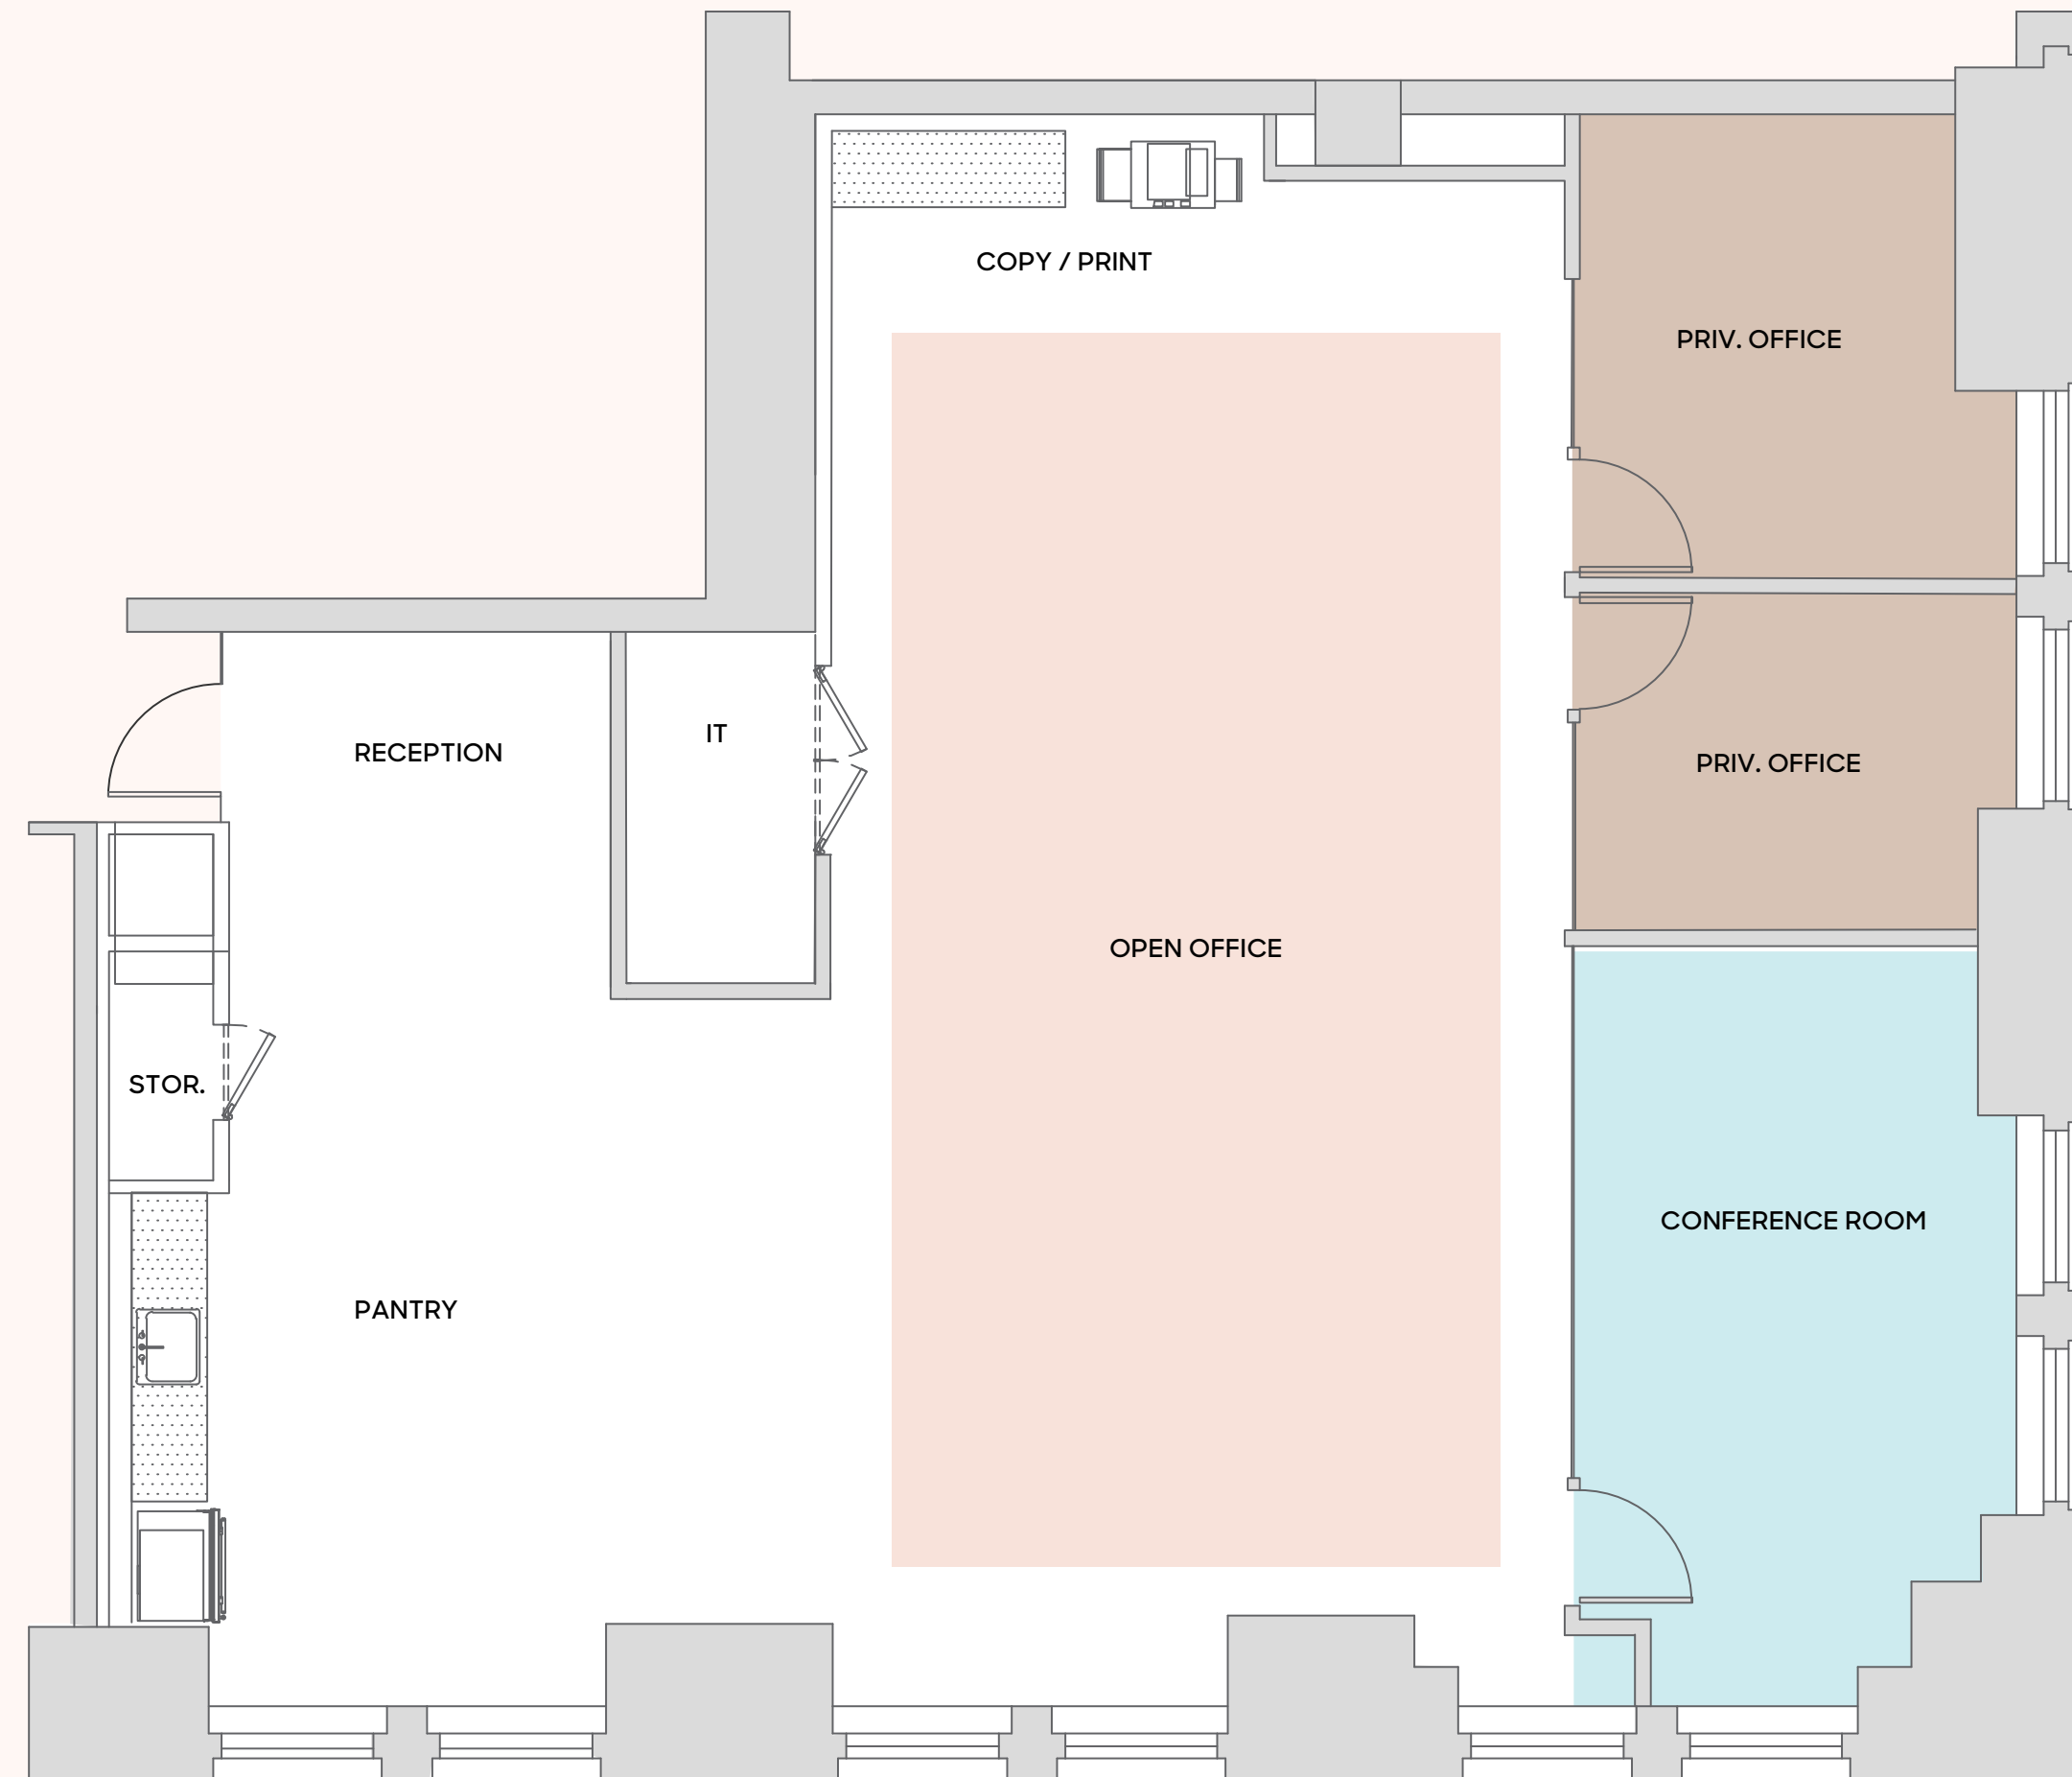 COPY / PRINT
PRIV. OFFICE
RECEPTION
IT
PRIV. OFFICE
OPEN OFFICE
STOR.
CONFERENCE ROOM
PANTRY